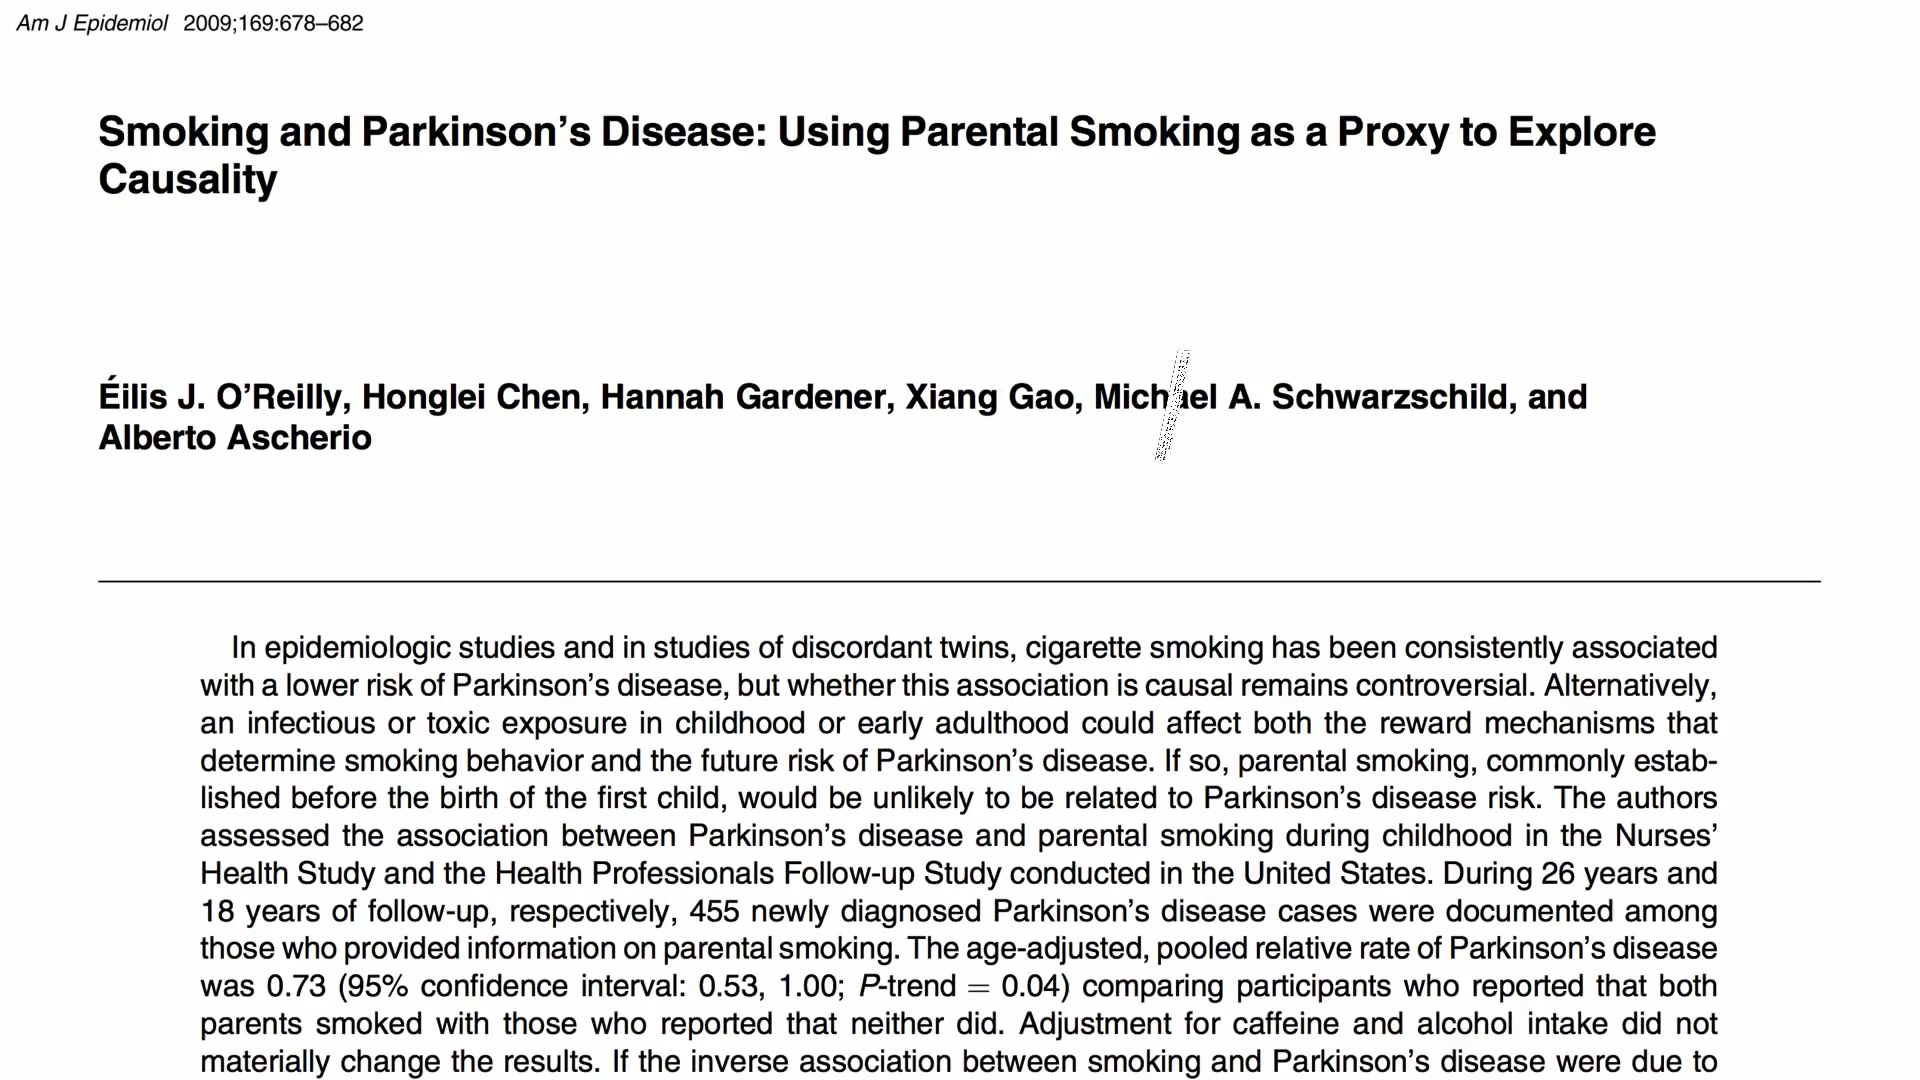 Am J Epidemiol 2009;169:678–682
Smoking and Parkinson’s Disease: Using Parental Smoking as a Proxy to Explore
Causality
Éilis J. O’Reilly, Honglei Chen, Hannah Gardener, Xiang Gao, Michael A. Schwarzschild, and
Alberto Ascherio
In epidemiologic studies and in studies of discordant twins, cigarette smoking has been consistently associated
with a lower risk of Parkinson’s disease, but whether this association is causal remains controversial. Alternatively,
an infectious or toxic exposure in childhood or early adulthood could affect both the reward mechanisms that
determine smoking behavior and the future risk of Parkinson’s disease. If so, parental smoking, commonly estab-
lished before the birth of the first child, would be unlikely to be related to Parkinson’s disease risk. The authors
assessed the association between Parkinson’s disease and parental smoking during childhood in the Nurses’
Health Study and the Health Professionals Follow-up Study conducted in the United States. During 26 years and
18 years of follow-up, respectively, 455 newly diagnosed Parkinson’s disease cases were documented among
those who provided information on parental smoking. The age-adjusted, pooled relative rate of Parkinson’s disease
was 0.73 (95% confidence interval: 0.53, 1.00; P-trend = 0.04) comparing participants who reported that both
parents smoked with those who reported that neither did. Adjustment for caffeine and alcohol intake did not
materially change the results. If the inverse association between smoking and Parkinson’s disease were due to